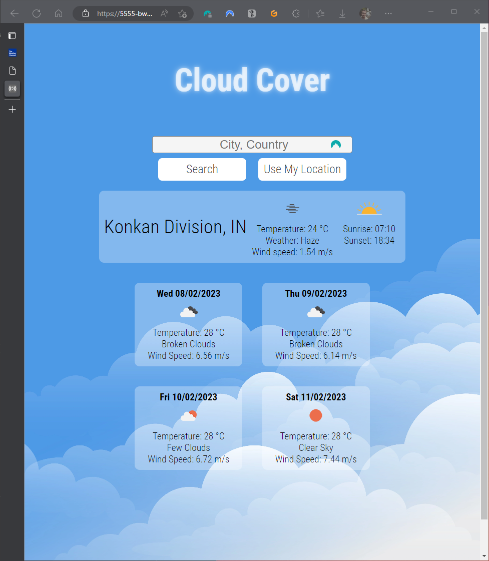 https://5555-bw...
Cloud Cover
City, Country
Search
Use My Location
Konkan Division, IN
Temperature: 24 °C
Weather: Haze
Wind speed: 1.54 m/s
Sunrise: 07:10
Sunset: 18:34
Wed 08/02/2023
Temperature: 28 °C
Broken Clouds
Wind Speed: 6.56 m/s
Thu 09/02/2023
Temperature: 28 °C
Broken Clouds
Wind Speed: 6.14 m/s
Fri 10/02/2023
Temperature: 28 °C
Few Clouds
Wind Speed: 6.72 m/s
Sat 11/02/2023
Temperature: 28 °C
Clear Sky
Wind Speed: 7.44 m/s